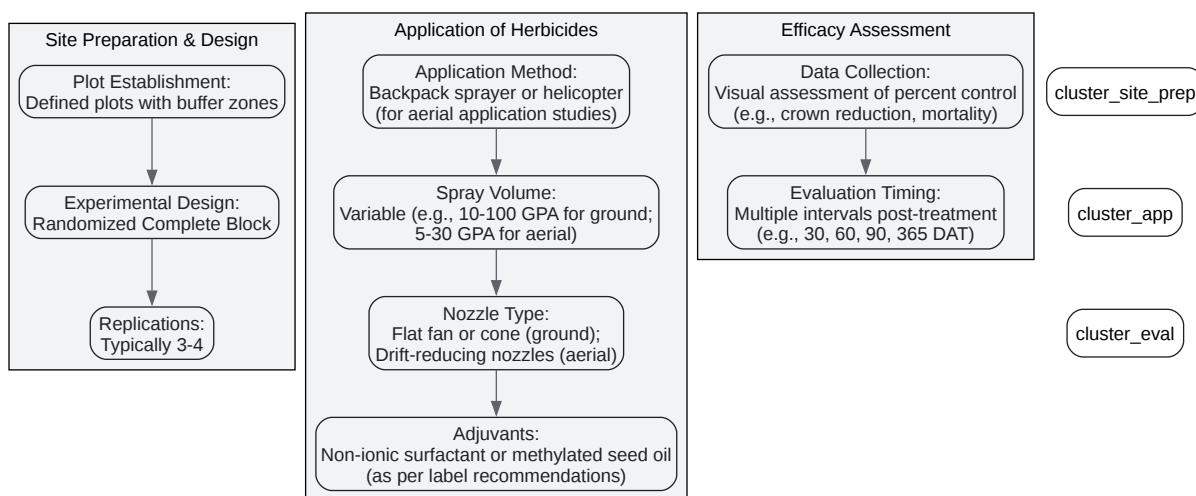 Site Preparation & Design
Plot Establishment:
Defined plots with buffer zones
Experimental Design:
Randomized Complete Block
Replications:
Typically 3-4
Application of Herbicides
Application Method:
Backpack sprayer or helicopter
(for aerial application studies)
Spray Volume:
Variable (e.g., 10-100 GPA for ground;
5-30 GPA for aerial)
Nozzle Type:
Flat fan or cone (ground);
Drift-reducing nozzles (aerial)
Adjuvants:
Non-ionic surfactant or methylated seed oil
(as per label recommendations)
Efficacy Assessment
Data Collection:
Visual assessment of percent control
(e.g., crown reduction, mortality)
Evaluation Timing:
Multiple intervals post-treatment
(e.g., 30, 60, 90, 365 DAT)
cluster_site_prep
cluster_app
cluster_eval